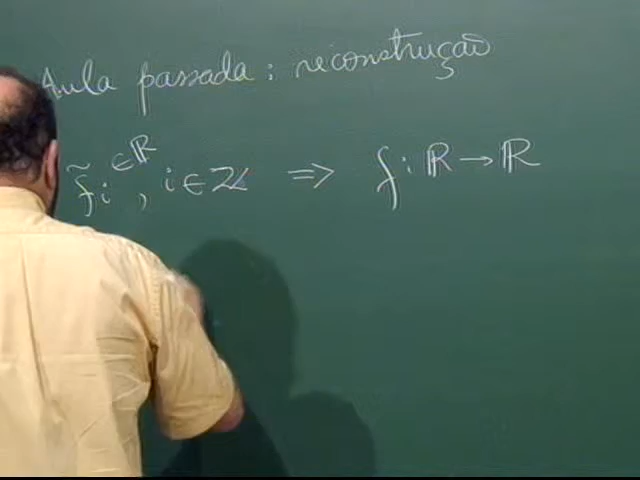 Aula passada: reconstrução
f̃i ∈ℝ, i ∈ ℤ => f: ℝ → ℝ